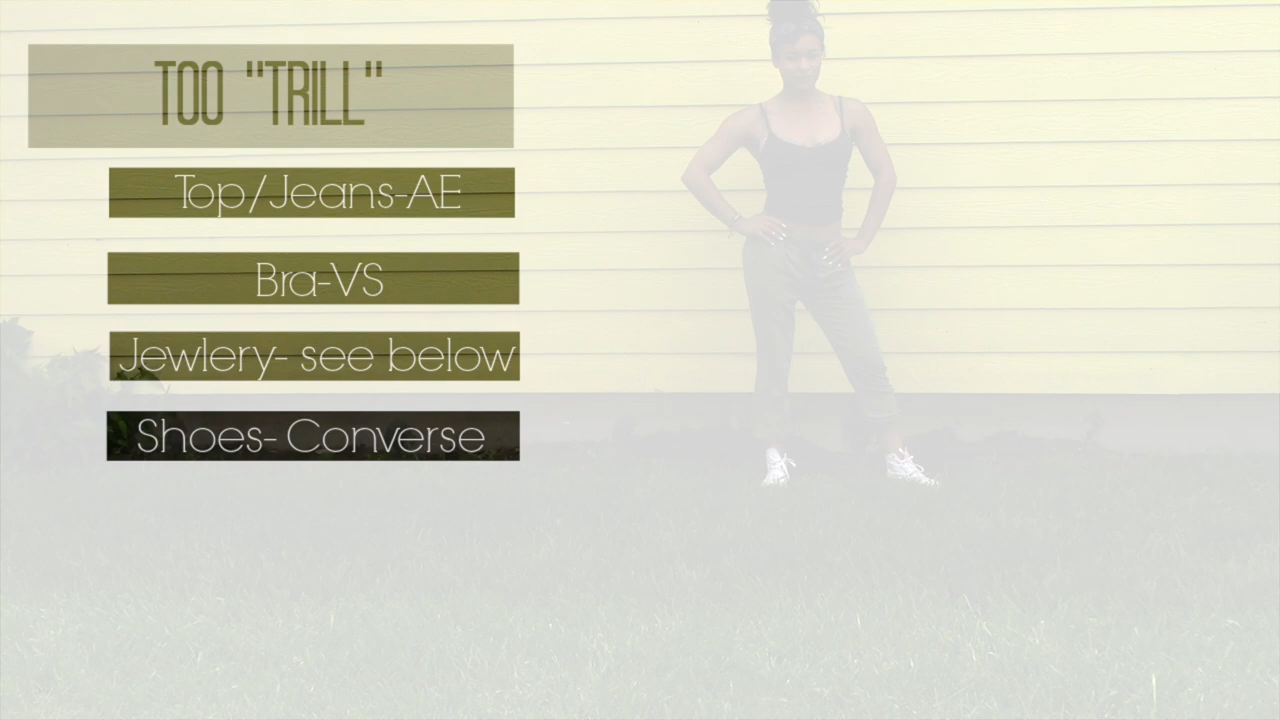 TOO "TRILL"
Top/Jeans-AE
Bra-VS
Jewlery- see below
Shoes- Converse